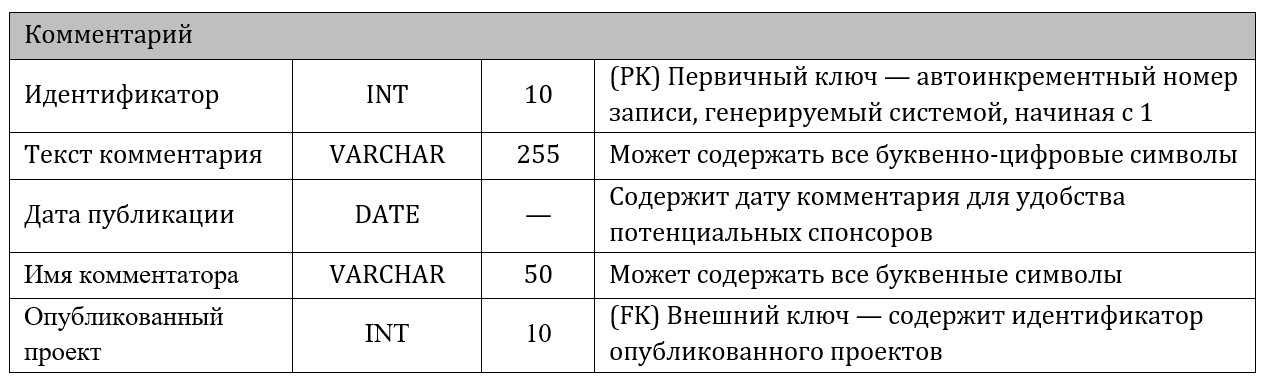 Комментарий
Идентификатор INT 10 (PK) Первичный ключ — автоинкрементный номер
записи, генерируемый системой, начиная с 1
Текст комментария VARCHAR 255 Может содержать все буквенно-цифровые символы
Дата публикации DATE — Содержит дату комментария для удобства
потенциальных спонсоров
Имя комментатора VARCHAR 50 Может содержать все буквенные символы
Опубликованный
проект INT 10 (FK) Внешний ключ — содержит идентификатор
опубликованного проектов